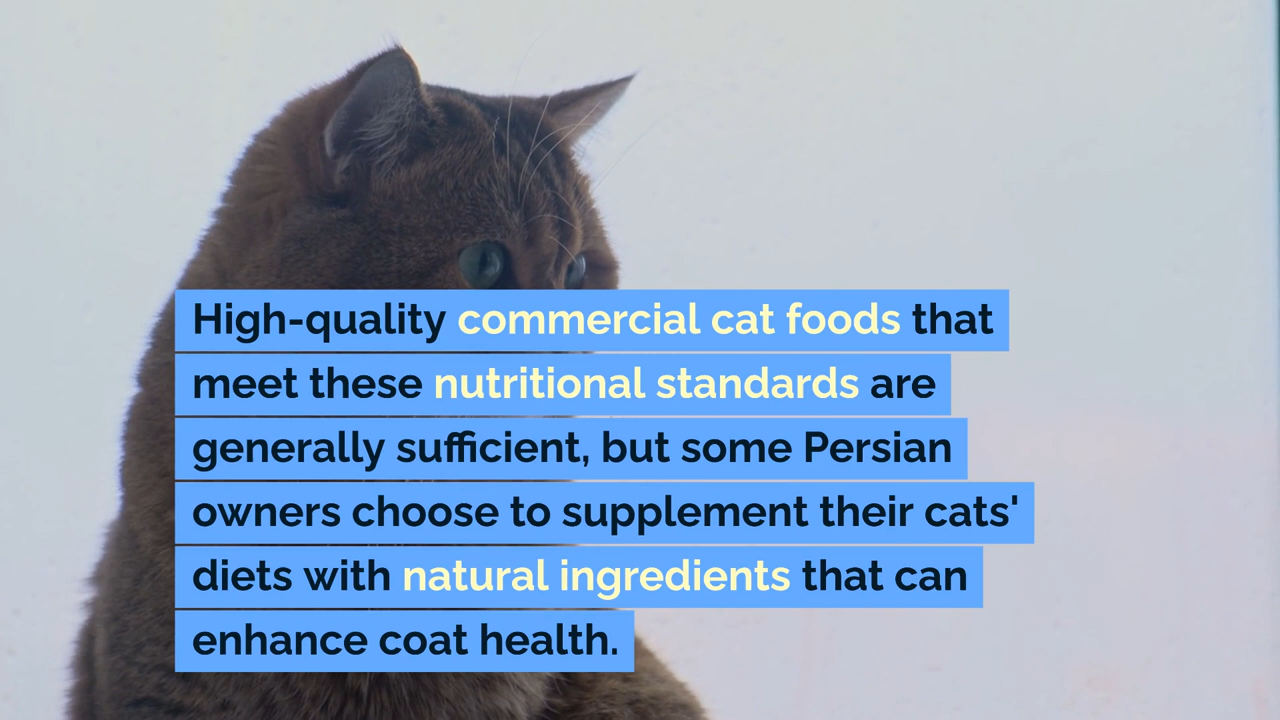 High-quality commercial cat foods that
meet these nutritional standards are
generally sufficient, but some Persian
owners choose to supplement their cats'
diets with natural ingredients that can
enhance coat health.